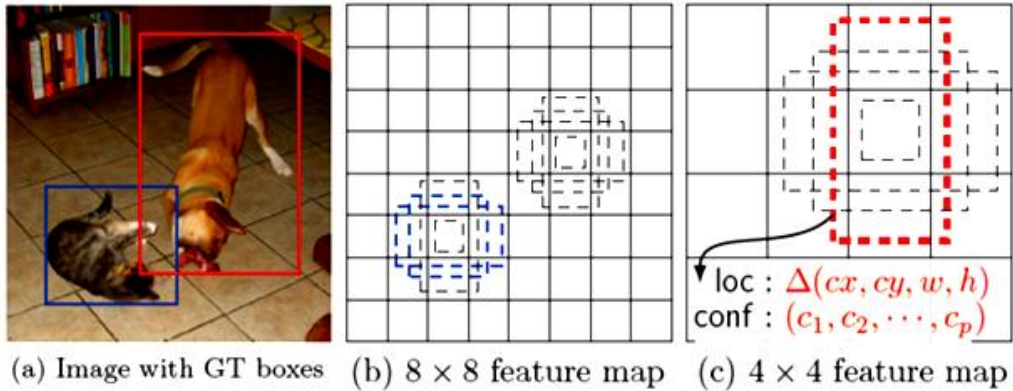 loc : Δ(cx, cy, w, h)
conf : (c₁, c₂, ⋯, cₚ)
(a) Image with GT boxes
(b) 8 × 8 feature map
(c) 4 × 4 feature map